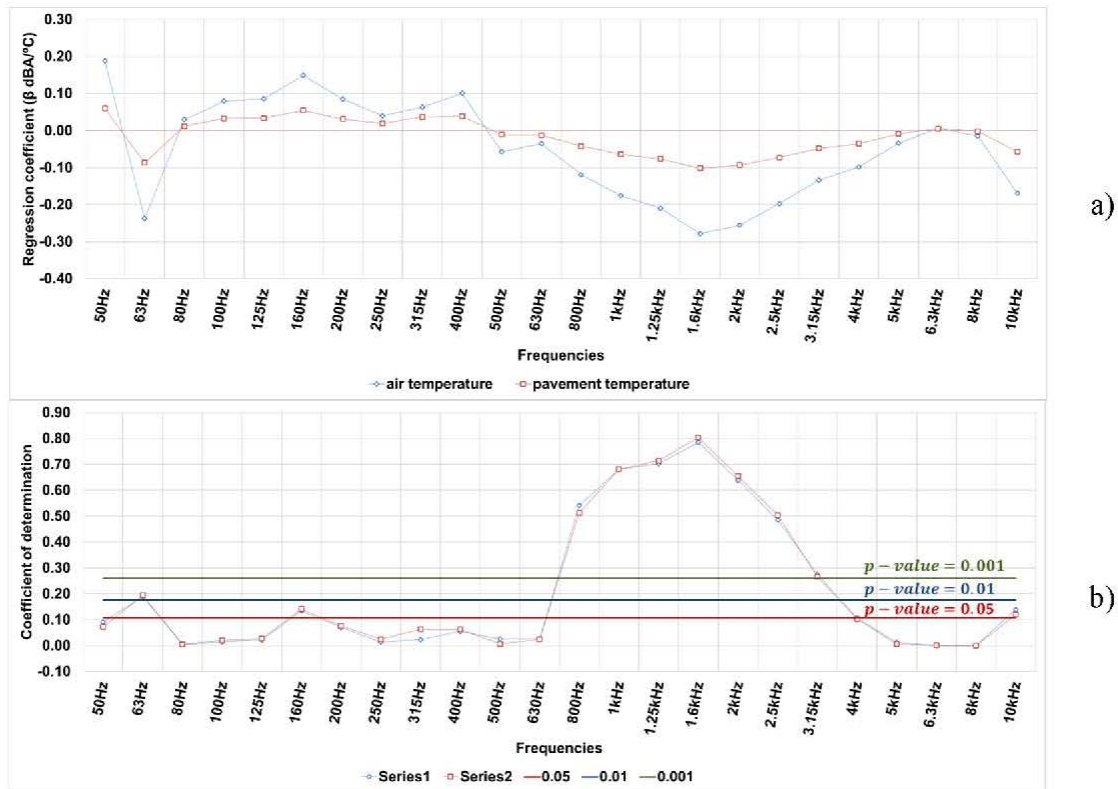 0.30
0.20
0.10
0.00
-0.10
-0.20
-0.30
-0.40
Regression coefficient (β dBA/ºC)
50Hz 63Hz 80Hz 100Hz 125Hz 160Hz 200Hz 250Hz 315Hz 400Hz 500Hz 630Hz 800Hz 1kHz 1.25kHz 1.6kHz 2kHz 2.5kHz 3.15kHz 4kHz 5kHz 6.3kHz 8kHz 10kHz
Frequencies
air temperature pavement temperature
a)
0.90
0.80
0.70
0.60
0.50
0.40
0.30
0.20
0.10
0.00
-0.10
Coefficient of determination
p − value = 0.001
p − value = 0.01
p − value = 0.05
50Hz 63Hz 80Hz 100Hz 125Hz 160Hz 200Hz 250Hz 315Hz 400Hz 500Hz 630Hz 800Hz 1kHz 1.25kHz 1.6kHz 2kHz 2.5kHz 3.15kHz 4kHz 5kHz 6.3kHz 8kHz 10kHz
Frequencies
Series1 Series2 0.05 0.01 0.001
b)